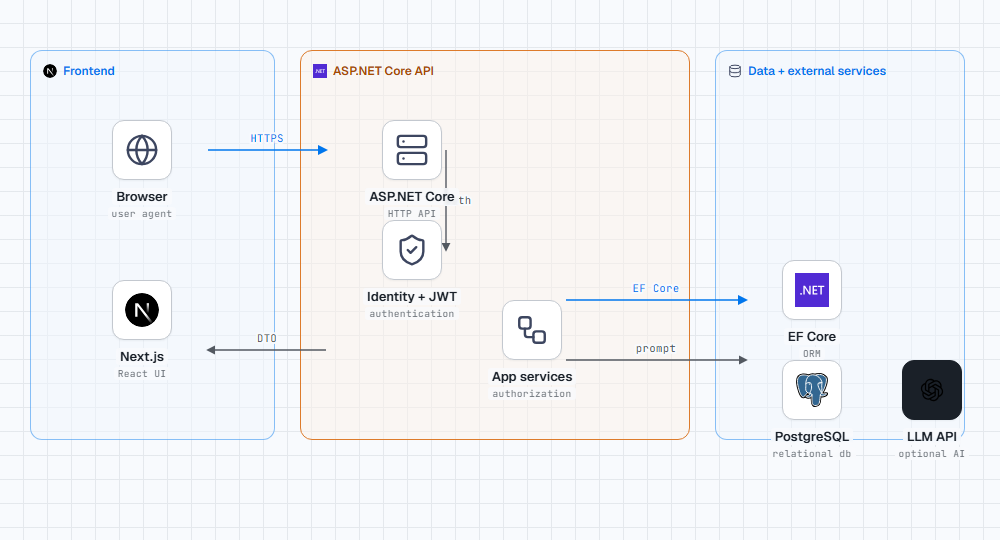 Frontend
ASP.NET Core API
Data + external services
HTTPS
Browser
user agent
ASP.NET Core
th
HTTP API
Identity + JWT
authentication
EF Core
.NET
EF Core
ORM
DTO
Next.js
React UI
prompt
App services
authorization
PostgreSQL
relational db
LLM API
optional AI